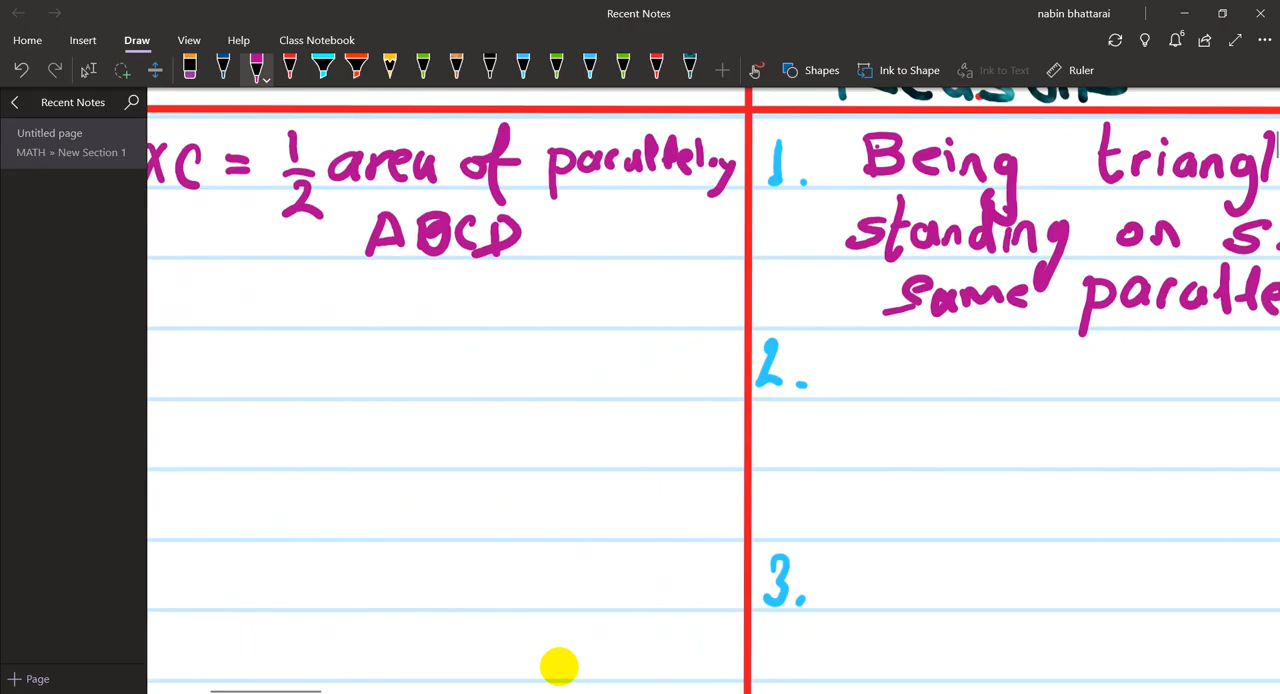 Recent Notes
nabin bhattarai
Home Insert Draw View Help Class Notebook
6
Shapes Ink to Shape Ink to Text Ruler
Recent Notes
Untitled page
MATH » New Section 1
XC = 1/2 area of
ABCD
1. Being triangl
standing on s.
same paralle
2.
3.
Page